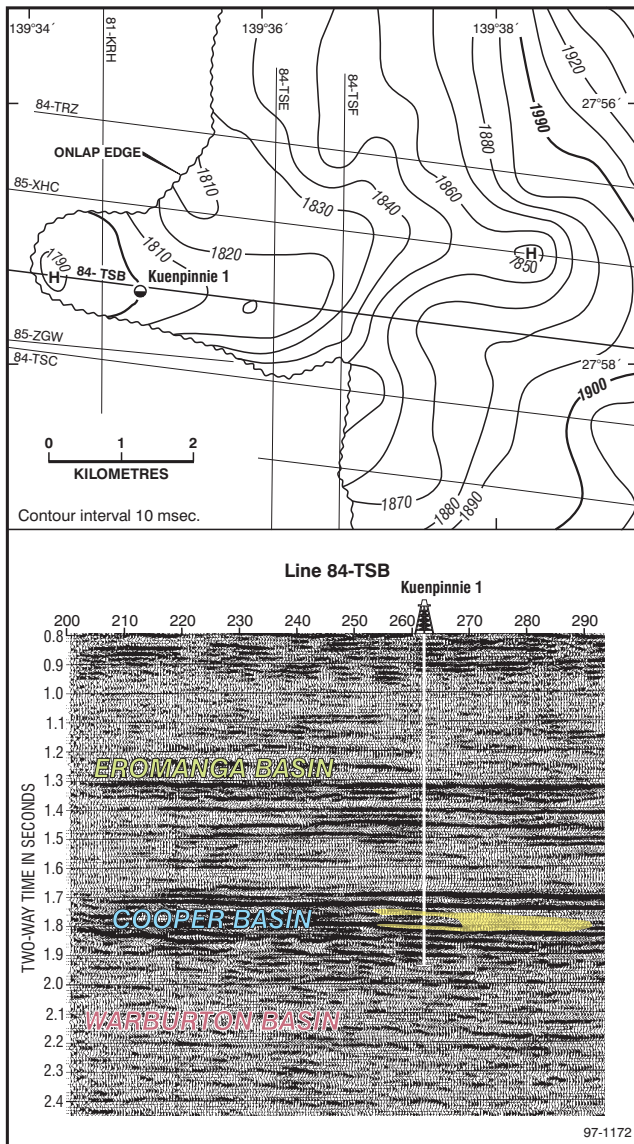 139°34´
139°36´
139°38´
81-KRH
84-TRZ
84-TSE
84-TSF
1920
1990
27°56´
ONLAP EDGE
1880
85-XHC
1810
1860
1830
1840
1810
1820
H
1850
1790
H
84- TSB
Kuenpinnie 1
85-ZGW
84-TSC
27°58´
1900
0 1 2
KILOMETRES
1870
1880
1890
Contour interval 10 msec.
Line 84-TSB
Kuenpinnie 1
200 210 220 230 240 250 260 270 280 290
0.8
0.9
1.0
1.1
1.2
EROMANGA BASIN
1.3
1.4
1.5
1.6
TWO-WAY TIME IN SECONDS
1.7
COOPER BASIN
1.8
1.9
2.0
WARBURTON BASIN
2.1
2.2
2.3
2.4
97-1172